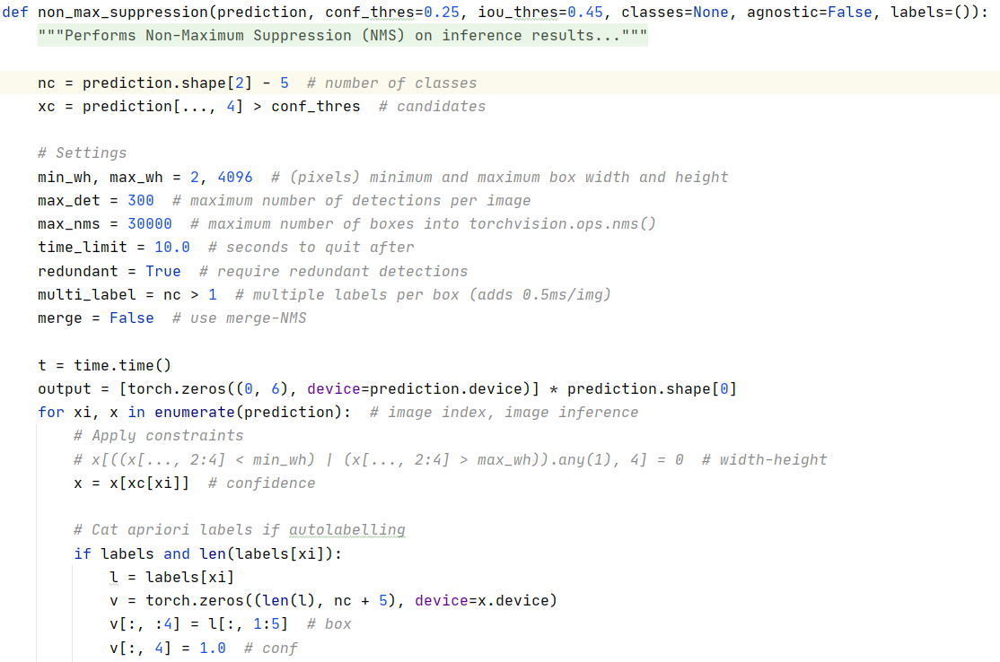 def non_max_suppression(prediction, conf_thres=0.25, iou_thres=0.45, classes=None, agnostic=False, labels=()):
    """Performs Non-Maximum Suppression (NMS) on inference results..."""

    nc = prediction.shape[2] - 5  # number of classes
    xc = prediction[..., 4] > conf_thres  # candidates

    # Settings
    min_wh, max_wh = 2, 4096  # (pixels) minimum and maximum box width and height
    max_det = 300  # maximum number of detections per image
    max_nms = 30000  # maximum number of boxes into torchvision.ops.nms()
    time_limit = 10.0  # seconds to quit after
    redundant = True  # require redundant detections
    multi_label = nc > 1  # multiple labels per box (adds 0.5ms/img)
    merge = False  # use merge-NMS

    t = time.time()
    output = [torch.zeros((0, 6), device=prediction.device)] * prediction.shape[0]
    for xi, x in enumerate(prediction):  # image index, image inference
        # Apply constraints
        # x[((x[..., 2:4] < min_wh) | (x[..., 2:4] > max_wh)).any(1), 4] = 0  # width-height
        x = x[xc[xi]]  # confidence

        # Cat apriori labels if autolabelling
        if labels and len(labels[xi]):
            l = labels[xi]
            v = torch.zeros((len(l), nc + 5), device=x.device)
            v[:, :4] = l[:, 1:5]  # box
            v[:, 4] = 1.0  # conf